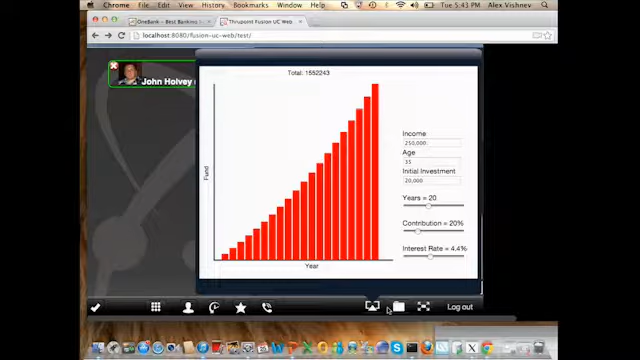 Chrome File Edit View History Bookmarks Window Help Tue 5:43 PM Alex Vishnev
OneBank – Best Banking Thrupoint Fusion UC Web
localhost:8080/fusion-uc-web/test/
John Holvey
Total: 1552243
Income
250,000
Age
35
Initial Investment
20,000
Years = 20
Contribution = 20%
Interest Rate = 4.4%
Fund
Year
Log out